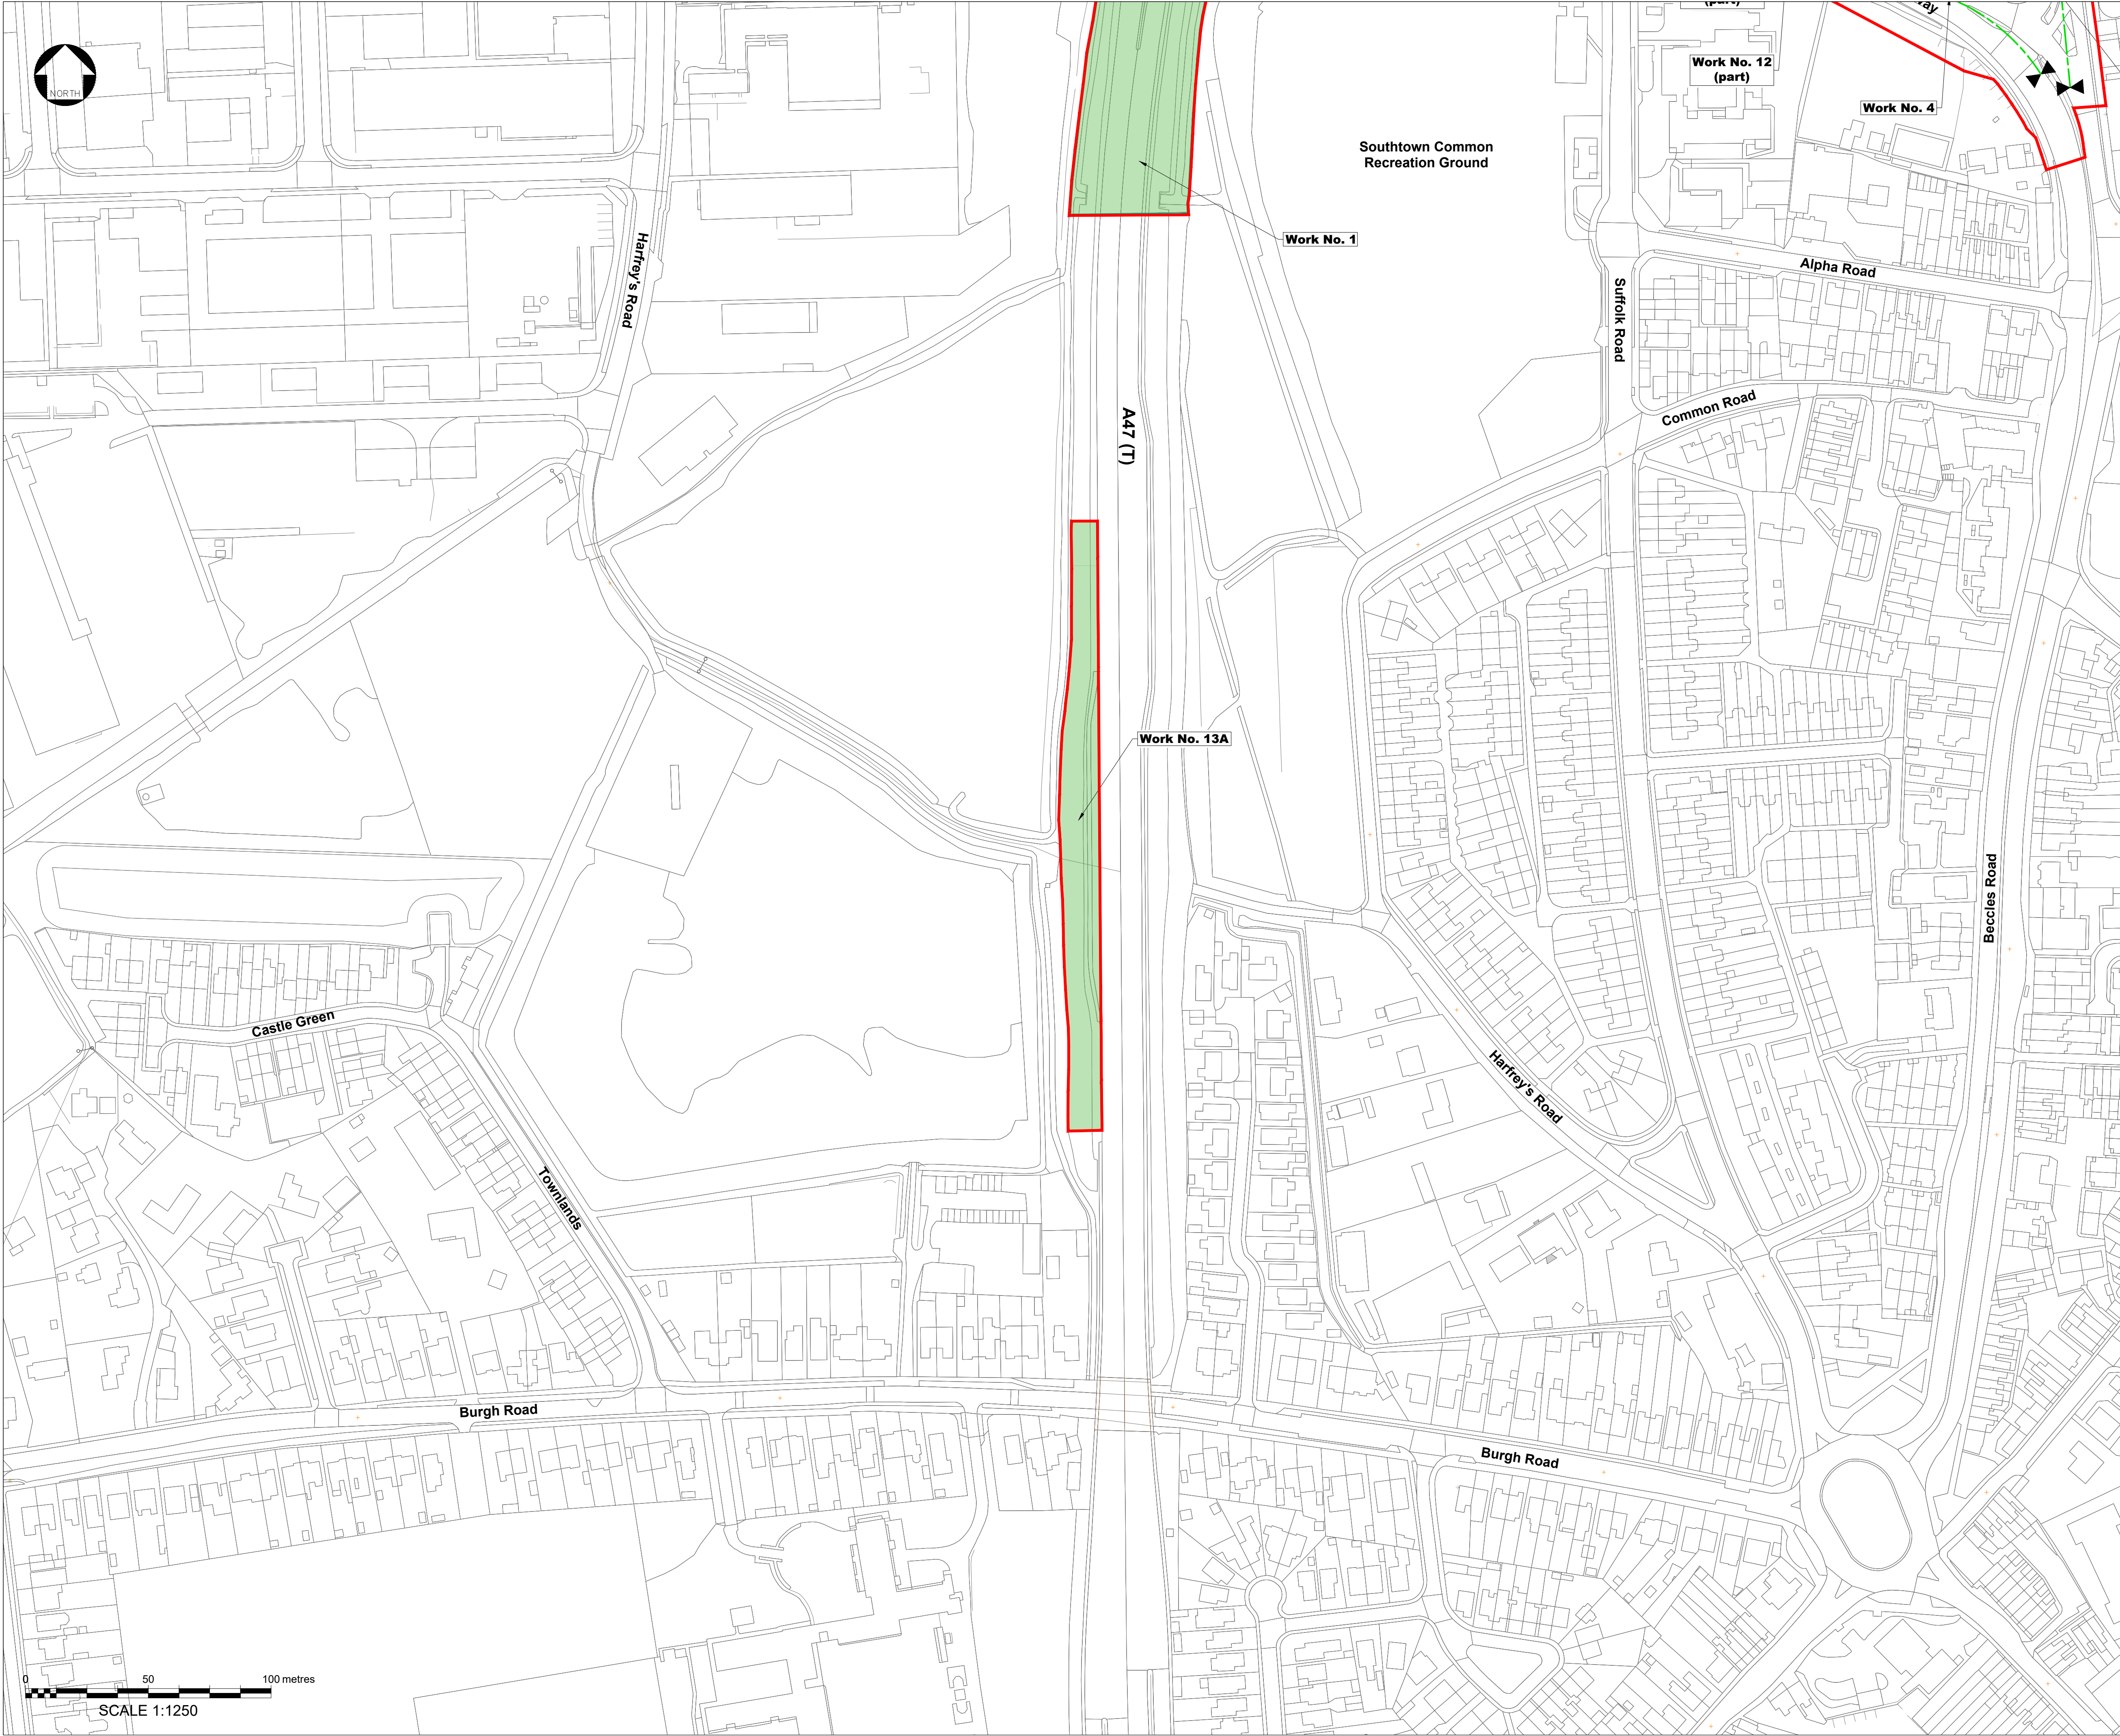 (part)
way
NORTH
Work No. 12
(part)
Work No. 4
Southtown Common
Recreation Ground
Work No. 1
Harfrey's Road
Alpha Road
Suffolk Road
Common Road
A47 (T)
Work No. 13A
Beccles Road
Castle Green
Harfrey's Road
Townlands
Burgh Road
Burgh Road
0 50 100 metres
SCALE 1:1250